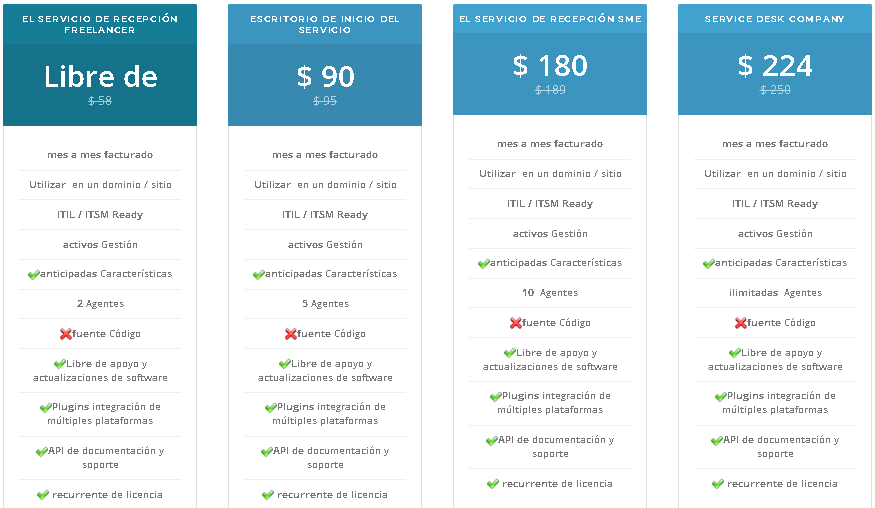 EL SERVICIO DE RECEPCIÓN
FREELANCER
Libre de
$ 58
mes a mes facturado
Utilizar en un dominio / sitio
ITIL / ITSM Ready
activos Gestión
anticipadas Características
2 Agentes
fuente Código
Libre de apoyo y
actualizaciones de software
Plugins integración de
múltiples plataformas
API de documentación y
soporte
recurrente de licencia
ESCRITORIO DE INICIO DEL
SERVICIO
$ 90
$ 95
mes a mes facturado
Utilizar en un dominio / sitio
ITIL / ITSM Ready
activos Gestión
anticipadas Características
5 Agentes
fuente Código
Libre de apoyo y
actualizaciones de software
Plugins integración de
múltiples plataformas
API de documentación y
soporte
recurrente de licencia
EL SERVICIO DE RECEPCIÓN SME
$ 180
$ 189
mes a mes facturado
Utilizar en un dominio / sitio
ITIL / ITSM Ready
activos Gestión
anticipadas Características
10 Agentes
fuente Código
Libre de apoyo y
actualizaciones de software
Plugins integración de
múltiples plataformas
API de documentación y
soporte
recurrente de licencia
SERVICE DESK COMPANY
$ 224
$ 250
mes a mes facturado
Utilizar en un dominio / sitio
ITIL / ITSM Ready
activos Gestión
anticipadas Características
ilimitadas Agentes
fuente Código
Libre de apoyo y
actualizaciones de software
Plugins integración de
múltiples plataformas
API de documentación y
soporte
recurrente de licencia